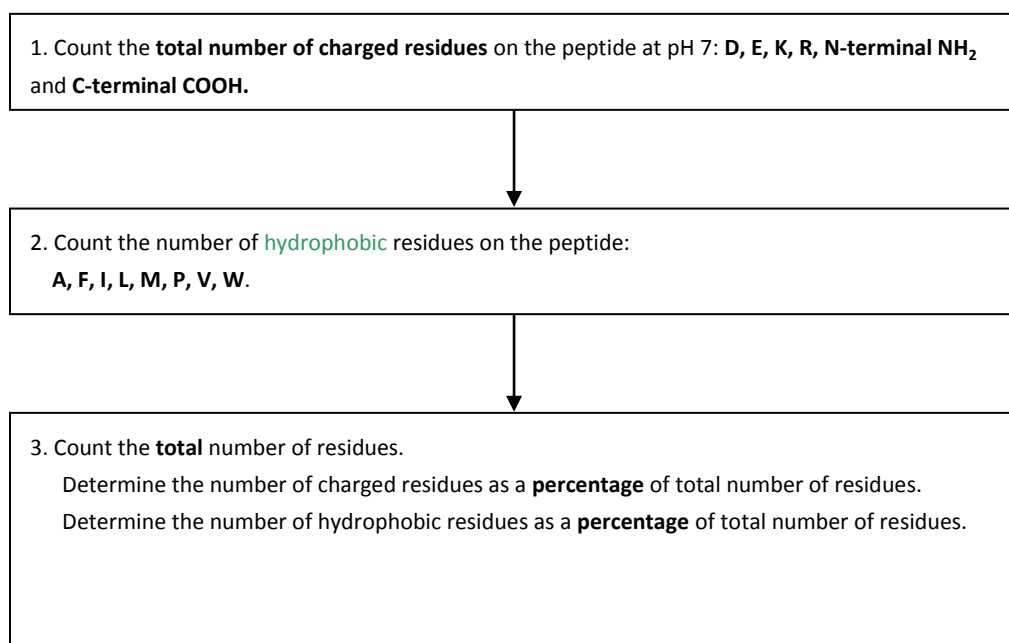 1. Count the total number of charged residues on the peptide at pH 7: D, E, K, R, N-terminal NH₂
and C-terminal COOH.
2. Count the number of hydrophobic residues on the peptide:
A, F, I, L, M, P, V, W.
3. Count the total number of residues.
Determine the number of charged residues as a percentage of total number of residues.
Determine the number of hydrophobic residues as a percentage of total number of residues.